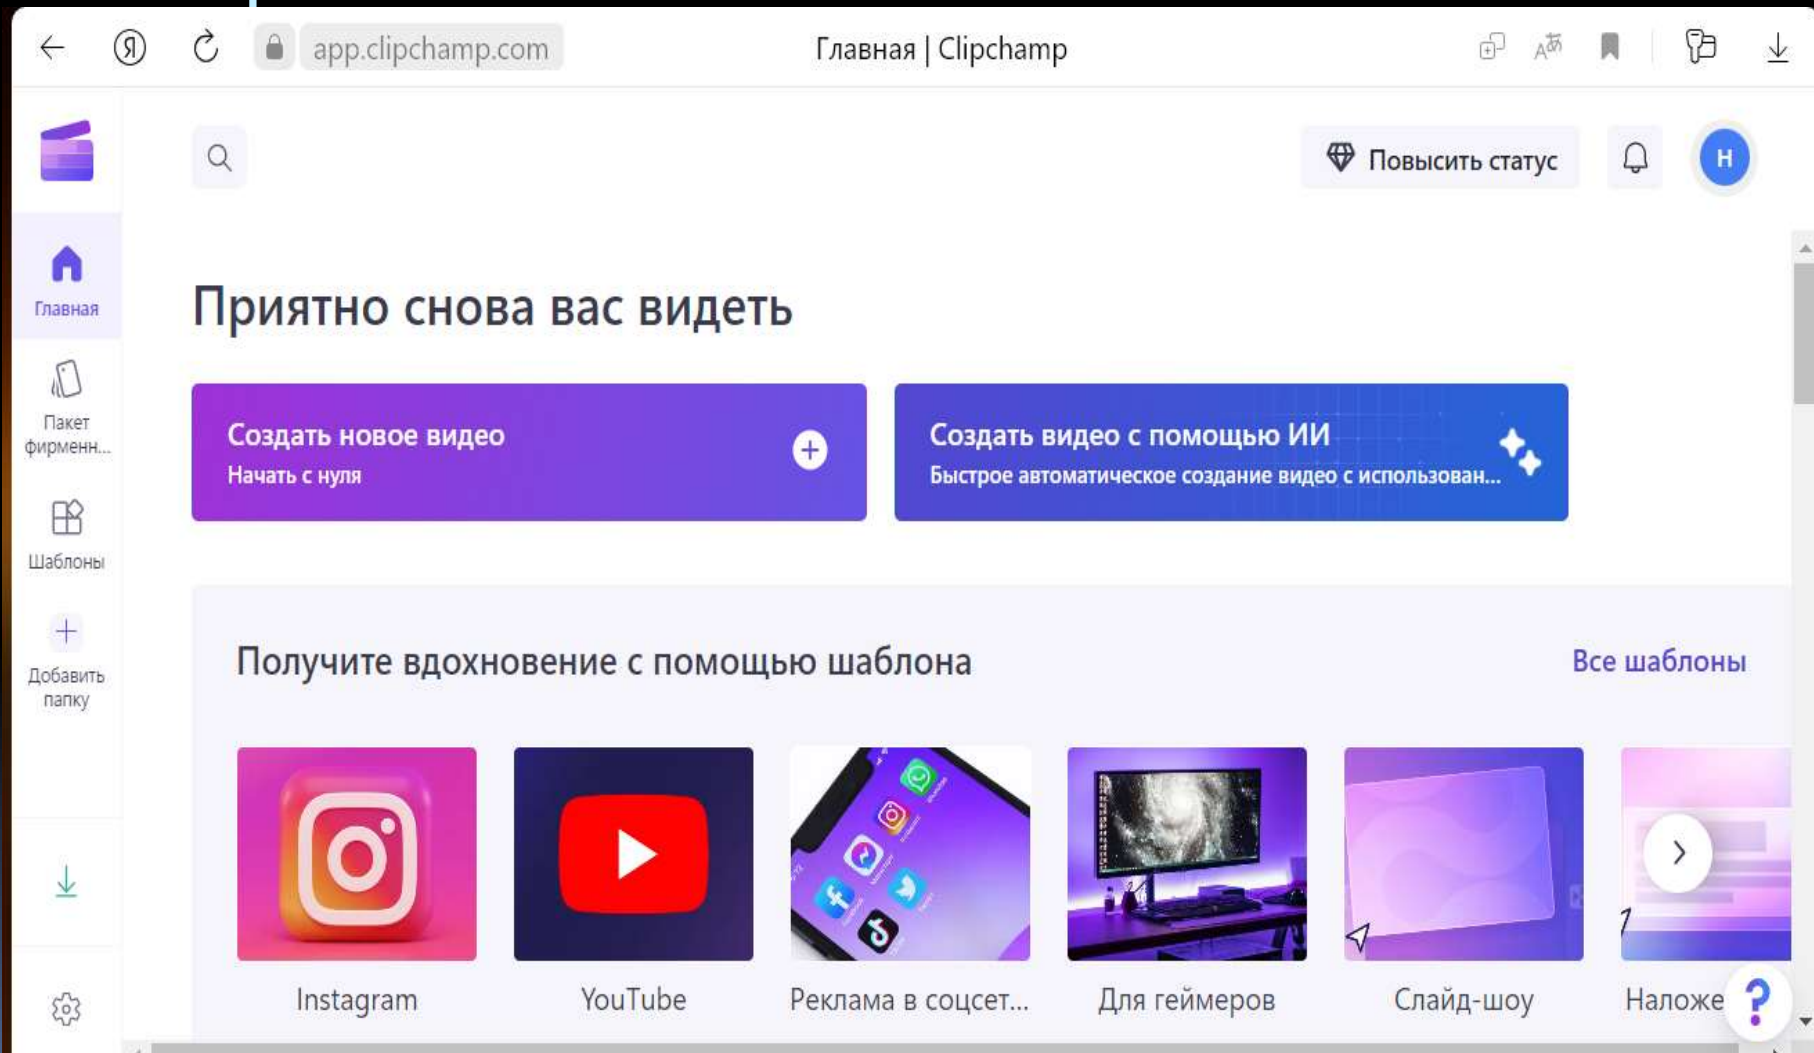 app.clipchamp.com
Главная | Clipchamp
Повысить статус
Н
Главная
Приятно снова вас видеть
Пакет
фирменн...
Создать новое видео
Начать с нуля
Создать видео с помощью ИИ
Быстрое автоматическое создание видео с использован...
Шаблоны
Добавить
папку
Получите вдохновение с помощью шаблона
Все шаблоны
Instagram
YouTube
Реклама в соцсет...
Для геймеров
Слайд-шоу
Наложе